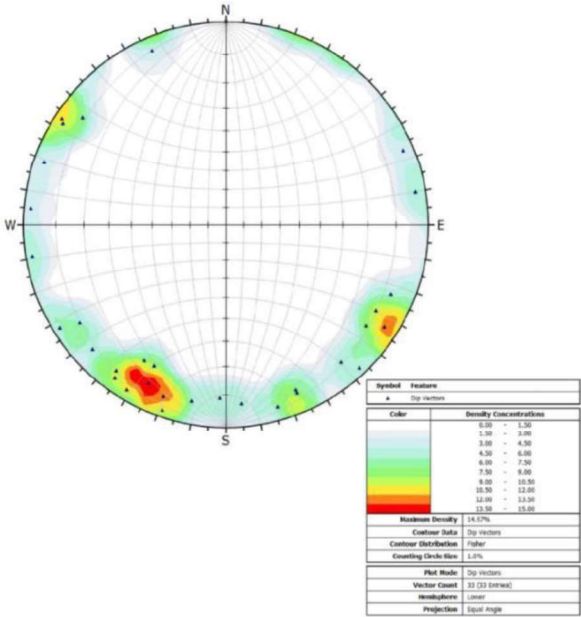 N
W
E
S
Symbol Feature
Dip Vectors
Color Density Concentrations
0.00 - 1.50
1.50 - 3.00
3.00 - 4.50
4.50 - 6.00
6.00 - 7.50
7.50 - 9.00
9.00 - 10.50
10.50 - 12.00
12.00 - 13.50
13.50 - 15.00
Maximum Density 14.67%
Contour Data Dip Vectors
Contour Distribution Fisher
Counting Circle Size 1.0%
Plot Mode Dip Vectors
Vector Count 33 (33 Entries)
Hemisphere Lower
Projection Equal Angle